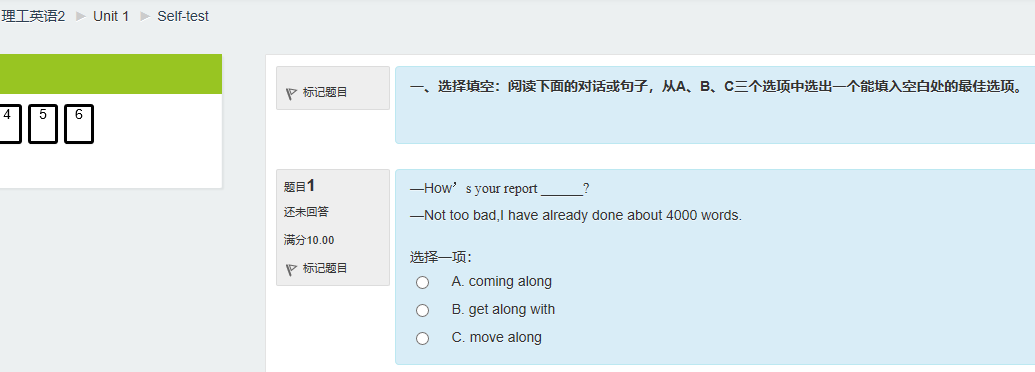 理工英语2 ► Unit 1 ► Self-test
4 5 6
标记题目
一、选择填空：阅读下面的对话或句子，从A、B、C三个选项中选出一个能填入空白处的最佳选项。
题目1
还未回答
满分10.00
标记题目
—How’s your report ______?
—Not too bad,I have already done about 4000 words.
选择一项：
A. coming along
B. get along with
C. move along